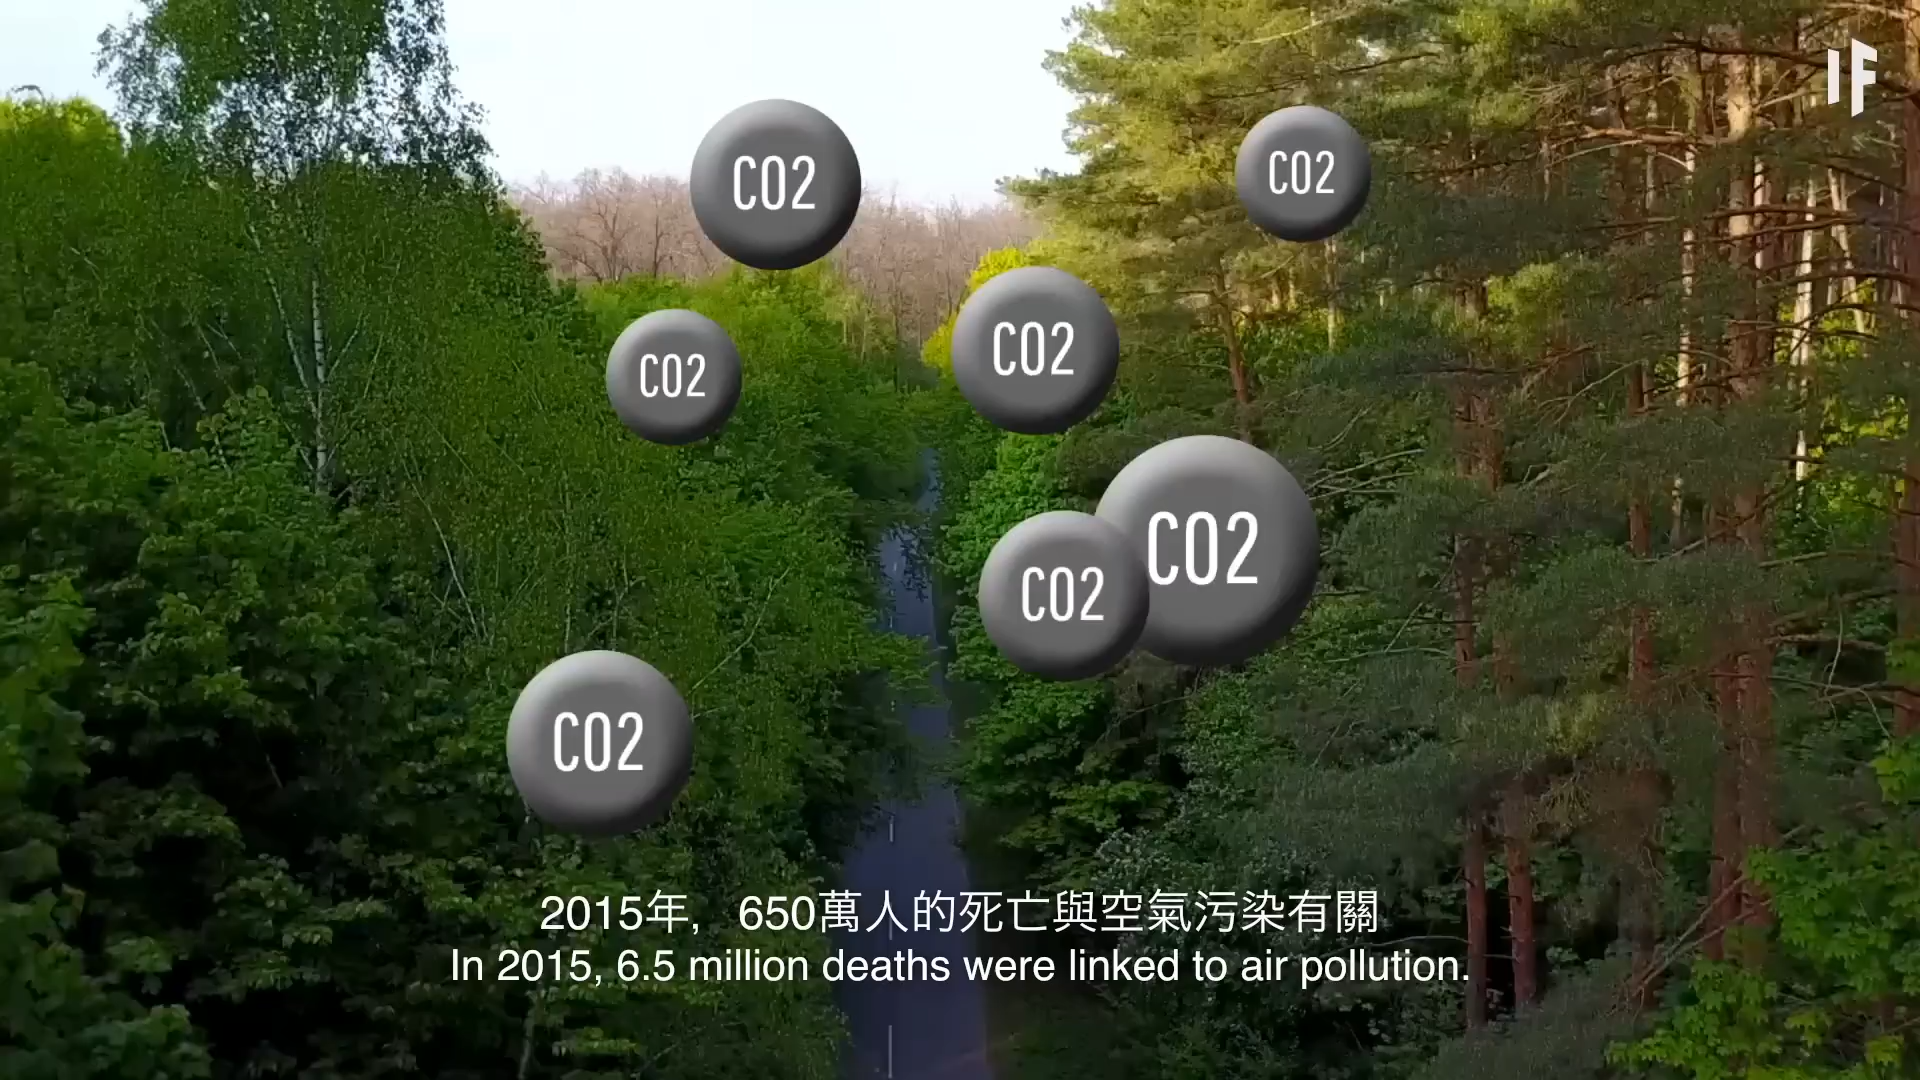 IF
CO2
CO2
CO2
CO2
CO2
CO2
CO2
2015年, 650萬人的死亡與空氣污染有關
In 2015, 6.5 million deaths were linked to air pollution.